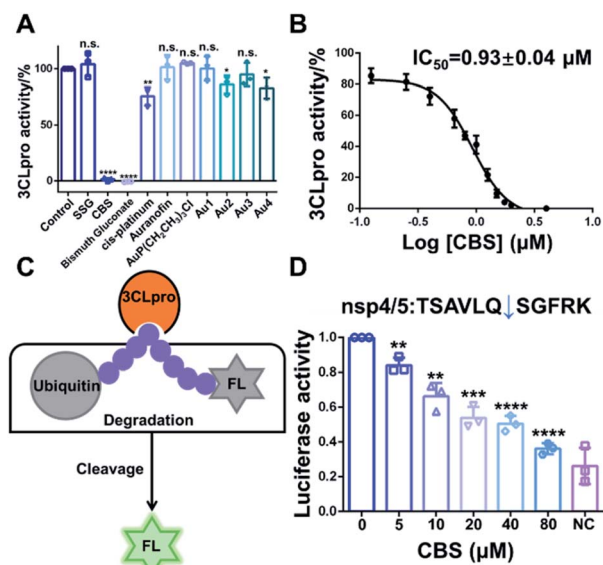 A
n.s.
n.s.
n.s.
n.s.
n.s.
**
*
*
****
****
100
50
0
3CLpro activity/%
Control
SSG
CBS
Bismuth Gluconate
cis-platinum
Auranofin
AuP(CH₂CH₃)₃Cl
Au1
Au2
Au3
Au4
B
IC₅₀=0.93±0.04 μM
100
80
60
40
20
0
3CLpro activity/%
-1.0
-0.5
0.0
0.5
1.0
Log [CBS] (μM)
C
3CLpro
Ubiquitin
FL
Degradation
Cleavage
FL
D
nsp4/5:TSAVLQ↓SGFRK
1.0
0.8
0.6
0.4
0.2
0.0
Luciferase activity
**
**
***
****
****
0
5
10
20
40
80
NC
CBS (μM)